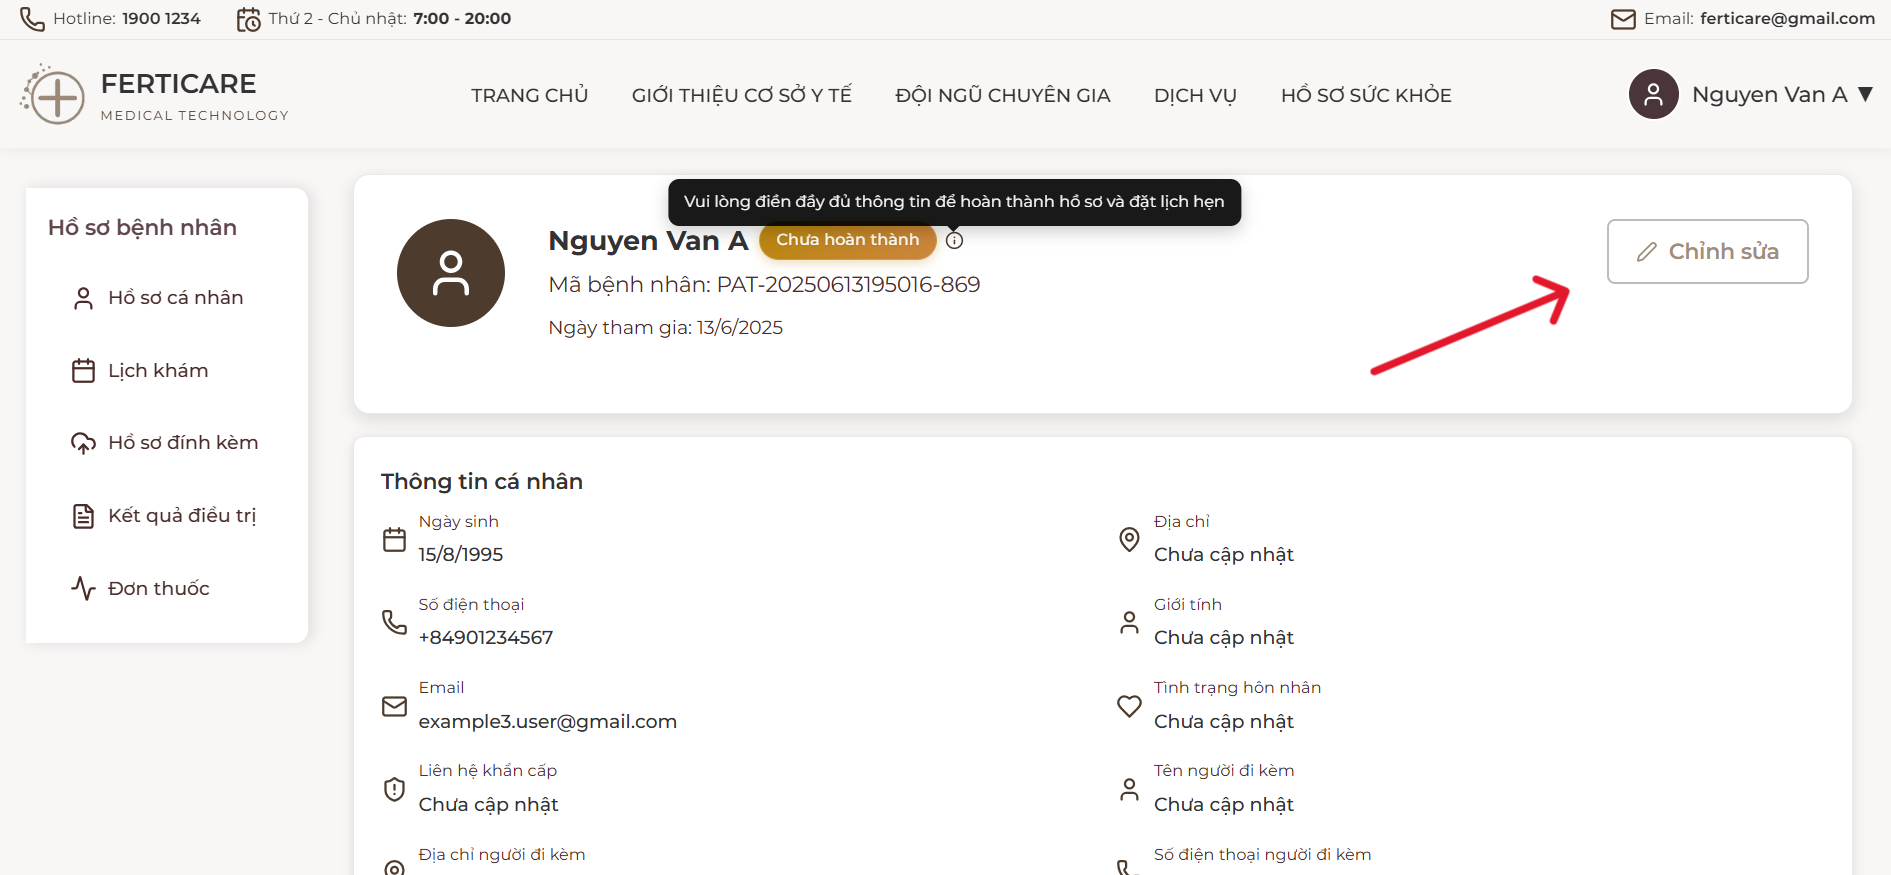 Hotline: 1900 1234
Thứ 2 - Chủ nhật: 7:00 - 20:00
Email: ferticare@gmail.com
FERTICARE
MEDICAL TECHNOLOGY
TRANG CHỦ
GIỚI THIỆU CƠ SỞ Y TẾ
ĐỘI NGŨ CHUYÊN GIA
DỊCH VỤ
HỒ SƠ SỨC KHỎE
Nguyen Van A ▼
Hồ sơ bệnh nhân
Hồ sơ cá nhân
Lịch khám
Hồ sơ đính kèm
Kết quả điều trị
Đơn thuốc
Vui lòng điền đầy đủ thông tin để hoàn thành hồ sơ và đặt lịch hẹn
Nguyen Van A
Chưa hoàn thành
Mã bệnh nhân: PAT-20250613195016-869
Ngày tham gia: 13/6/2025
Chỉnh sửa
Thông tin cá nhân
Ngày sinh
15/8/1995
Địa chỉ
Chưa cập nhật
Số điện thoại
+84901234567
Giới tính
Chưa cập nhật
Email
example3.user@gmail.com
Tình trạng hôn nhân
Chưa cập nhật
Liên hệ khẩn cấp
Chưa cập nhật
Tên người đi kèm
Chưa cập nhật
Địa chỉ người đi kèm
Số điện thoại người đi kèm